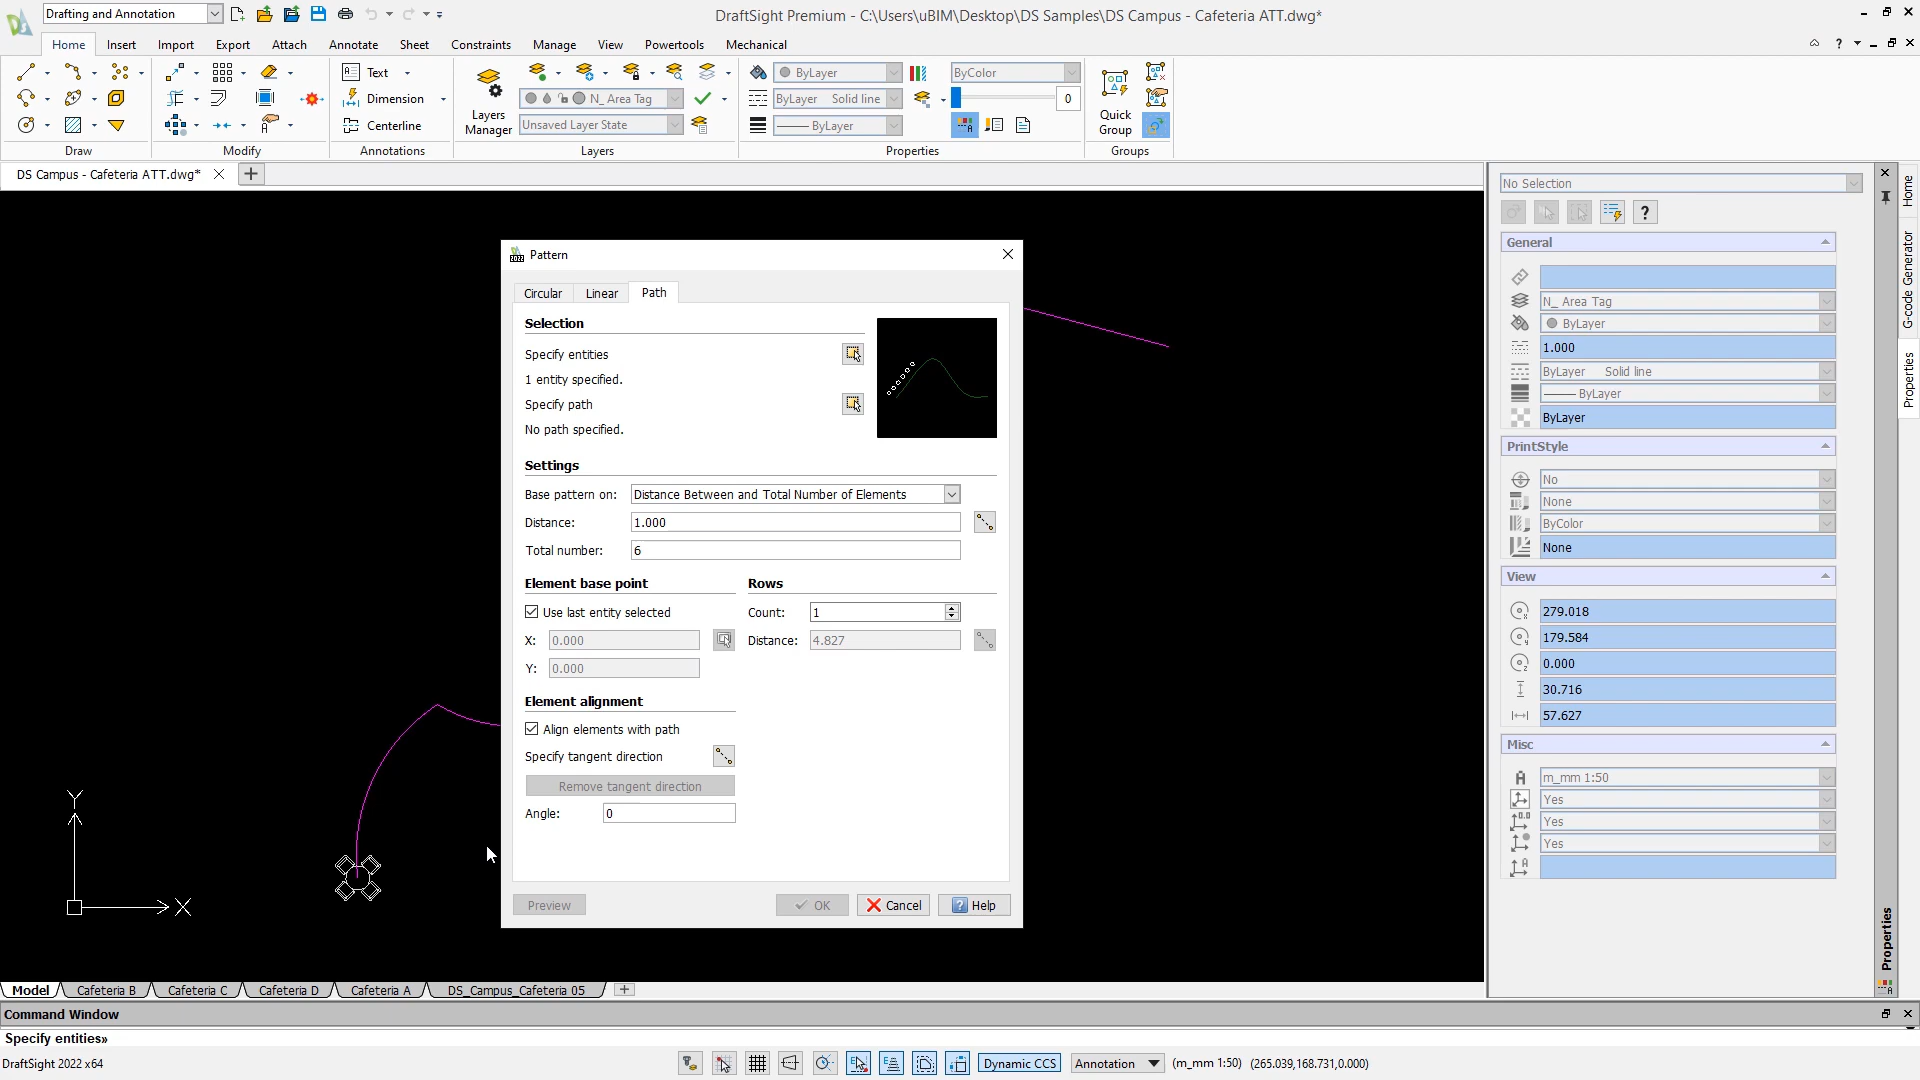 Drafting and Annotation
DraftSight Premium - C:\Users\uBIM\Desktop\DS Samples\DS Campus - Cafeteria ATT.dwg*
Home Insert Import Export Attach Annotate Sheet Constraints Manage View Powertools Mechanical
?
Text
Dimension
Centerline
Layers
Manager
N_ Area Tag
Unsaved Layer State
ByLayer
ByLayer Solid line
ByLayer
ByColor
0
Quick
Group
Draw Modify Annotations Layers Properties Groups
DS Campus - Cafeteria ATT.dwg*
Pattern
Circular Linear Path
Selection
Specify entities
1 entity specified.
Specify path
No path specified.
Settings
Base pattern on: Distance Between and Total Number of Elements
Distance: 1.000
Total number: 6
Element base point
Use last entity selected
X: 0.000
Y: 0.000
Rows
Count: 1
Distance: 4.827
Element alignment
Align elements with path
Specify tangent direction
Remove tangent direction
Angle: 0
Preview OK Cancel Help
Y
X
No Selection
?
General
N_ Area Tag
ByLayer
1.000
ByLayer Solid line
ByLayer
ByLayer
PrintStyle
No
None
ByColor
None
View
279.018
179.584
0.000
30.716
57.627
Misc
m_mm 1:50
Yes
Yes
Yes
Home
G-code Generator
Properties
Properties
Model Cafeteria B Cafeteria C Cafeteria D Cafeteria A DS_Campus_Cafeteria 05
Command Window
Specify entities»
DraftSight 2022 x64
Dynamic CCS Annotation (m_mm 1:50) (265.039,168.731,0.000)